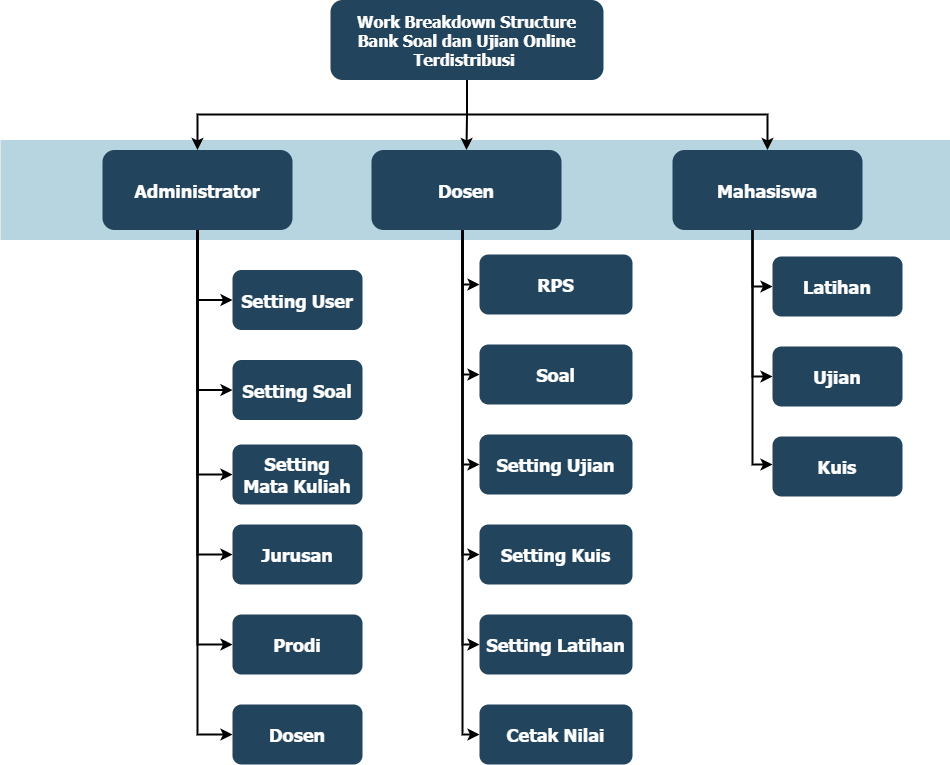 Work Breakdown Structure
Bank Soal dan Ujian Online
Terdistribusi
Administrator
Dosen
Mahasiswa
Setting User
Setting Soal
Setting
Mata Kuliah
Jurusan
Prodi
Dosen
RPS
Soal
Setting Ujian
Setting Kuis
Setting Latihan
Cetak Nilai
Latihan
Ujian
Kuis